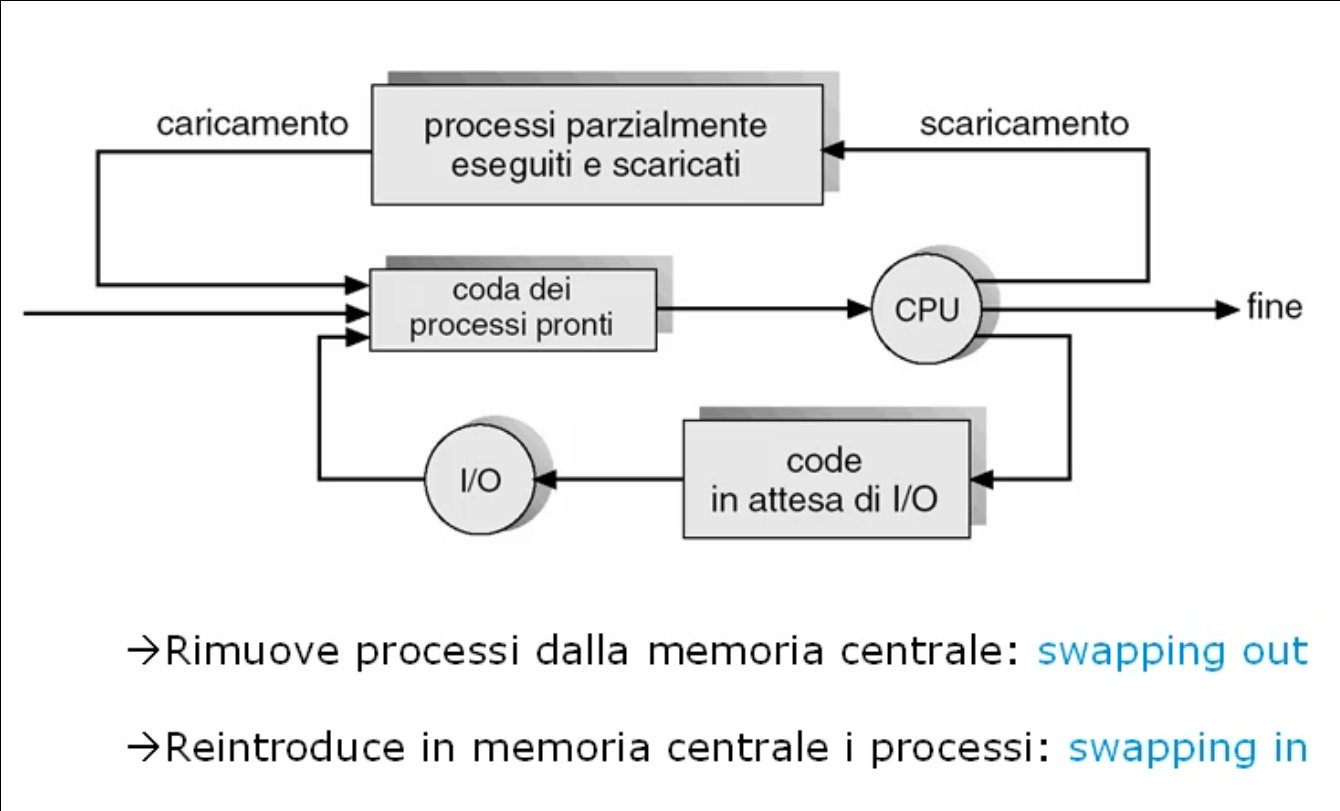 caricamento
processi parzialmente
eseguiti e scaricati
scaricamento
coda dei
processi pronti
CPU
fine
I/O
code
in attesa di I/O
→Rimuove processi dalla memoria centrale: swapping out
→Reintroduce in memoria centrale i processi: swapping in